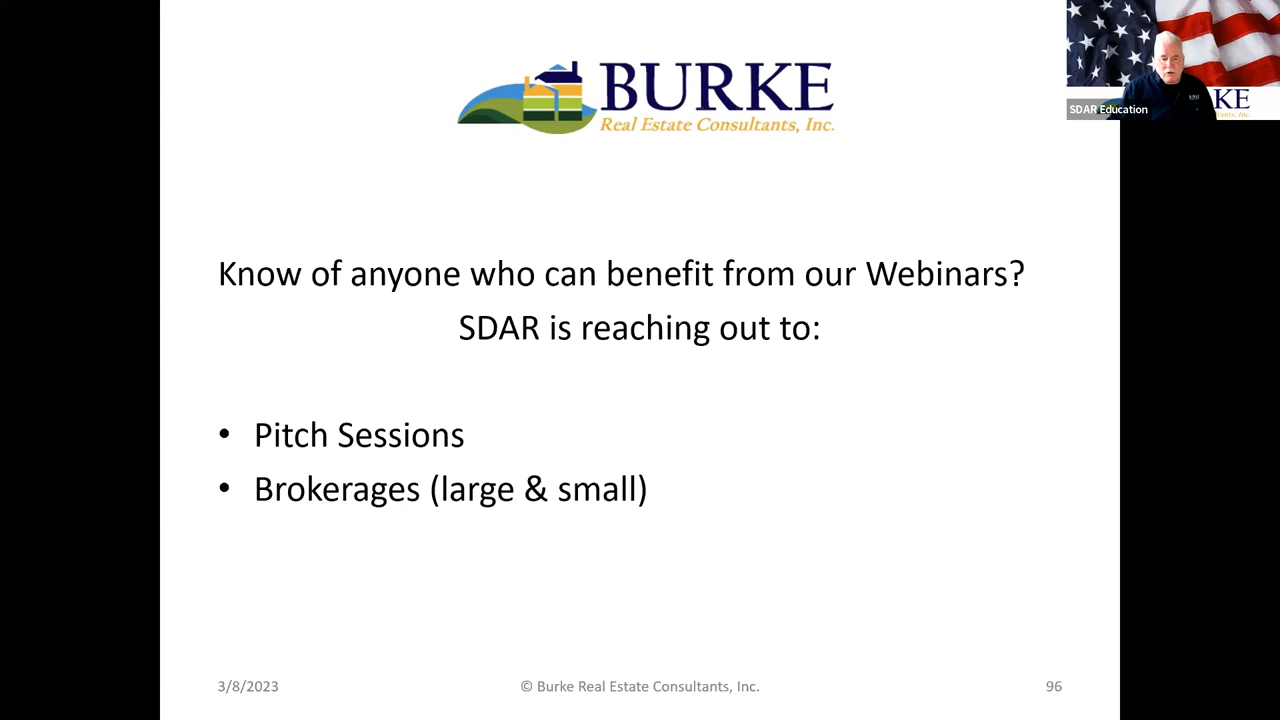 BURKE
Real Estate Consultants, Inc.
SDAR Education
KE
Know of anyone who can benefit from our Webinars?
SDAR is reaching out to:
• Pitch Sessions
• Brokerages (large & small)
3/8/2023
© Burke Real Estate Consultants, Inc.
96